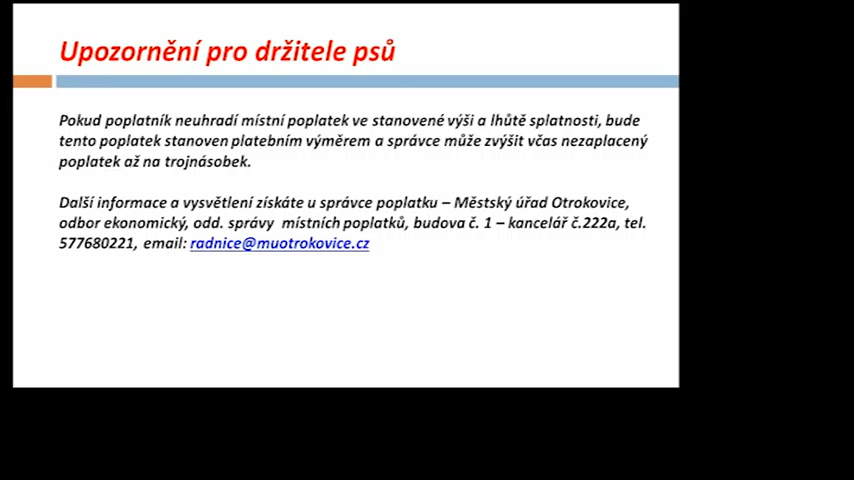 Upozornění pro držitele psů
Pokud poplatník neuhradí místní poplatek ve stanovené výši a lhůtě splatnosti, bude
tento poplatek stanoven platebním výměrem a správce může zvýšit včas nezaplacený
poplatek až na trojnásobek.
Další informace a vysvětlení získáte u správce poplatku – Městský úřad Otrokovice,
odbor ekonomický, odd. správy místních poplatků, budova č. 1 – kancelář č.222a, tel.
577680221, email: radnice@muotrokovice.cz